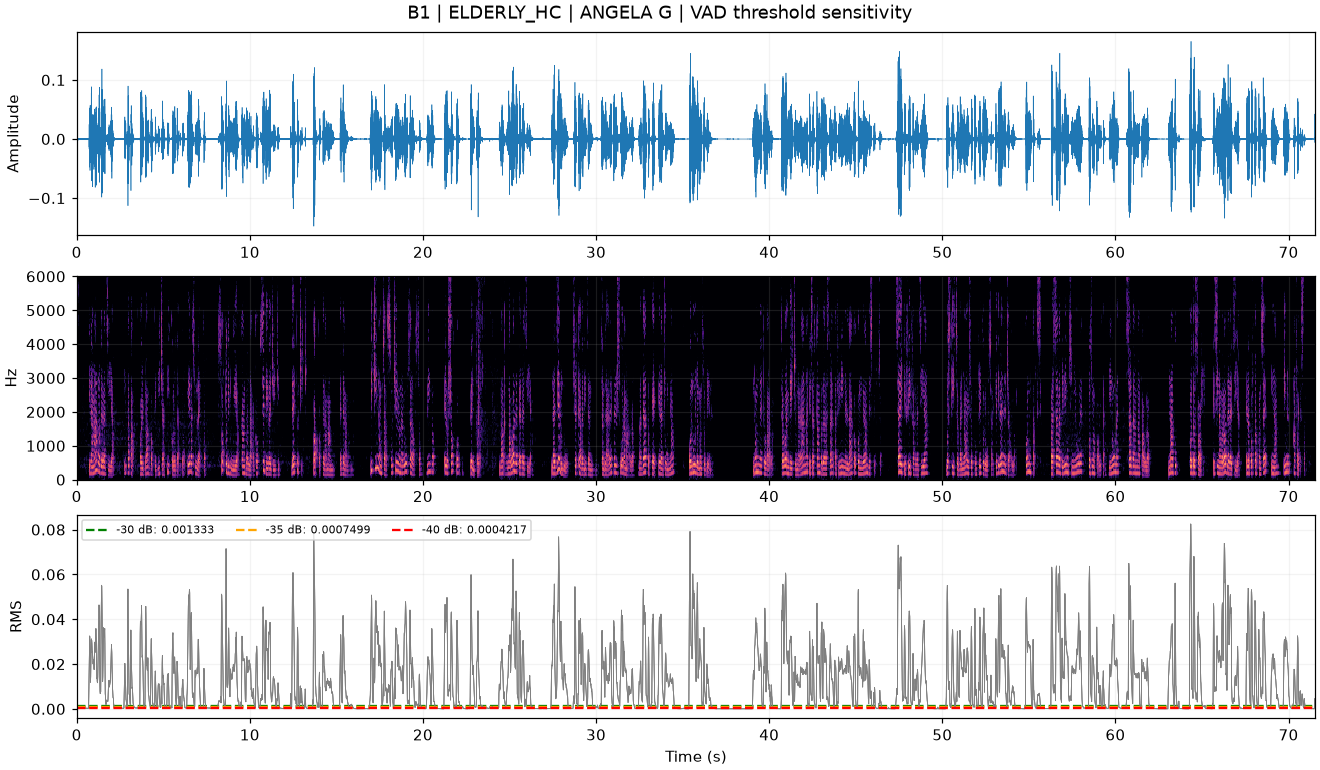 B1 | ELDERLY_HC | ANGELA G | VAD threshold sensitivity
Amplitude
0.1
0.0
−0.1
0 10 20 30 40 50 60 70
Hz
6000
5000
4000
3000
2000
1000
0
0 10 20 30 40 50 60 70
RMS
-30 dB: 0.001333 -35 dB: 0.0007499 -40 dB: 0.0004217
0.08
0.06
0.04
0.02
0.00
0 10 20 30 40 50 60 70
Time (s)